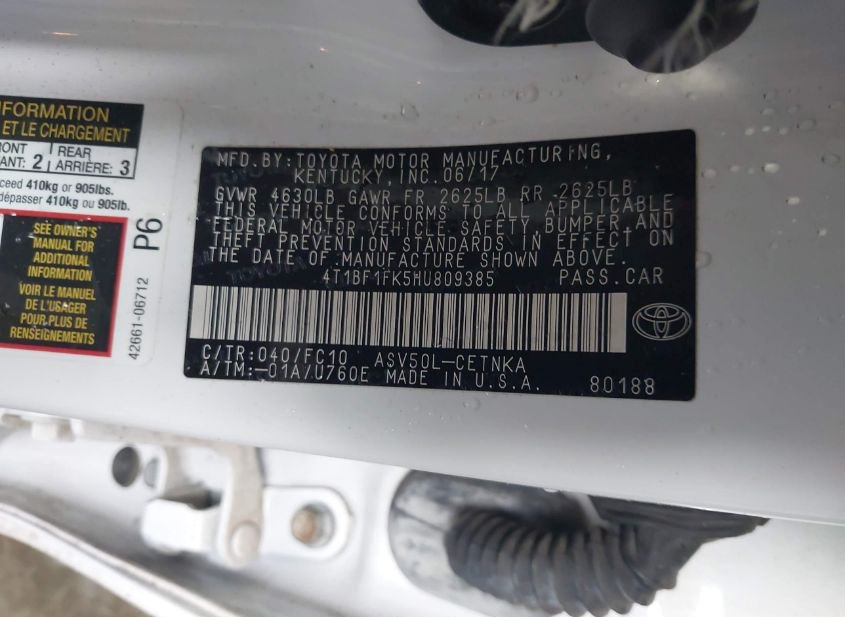 INFORMATION
ET LE CHARGEMENT
2 REAR
ARRIÈRE: 3
410kg or 905lbs.
dépasser 410kg ou 905lb.
SEE OWNER'S
MANUAL FOR
ADDITIONAL
INFORMATION
VOIR LE MANUEL
DE L'USAGER
POUR PLUS DE
RENSEIGNEMENTS
P6
42661-06712
MFD. BY: TOYOTA MOTOR MANUFACTURING,
KENTUCKY, INC. 06/17
GVWR 4630LB GAWR FR 2625LB RR 2625LB
THIS VEHICLE CONFORMS TO ALL APPLICABLE
FEDERAL MOTOR VEHICLE SAFETY, BUMPER, AND
THEFT PREVENTION STANDARDS IN EFFECT ON
THE DATE OF MANUFACTURE SHOWN ABOVE.
4T1BF1FK5HU809385 PASS.CAR
C/TR:040/FC10 ASV50L-CETNKA
A/TM:-01A/U760E MADE IN U.S.A. 80188